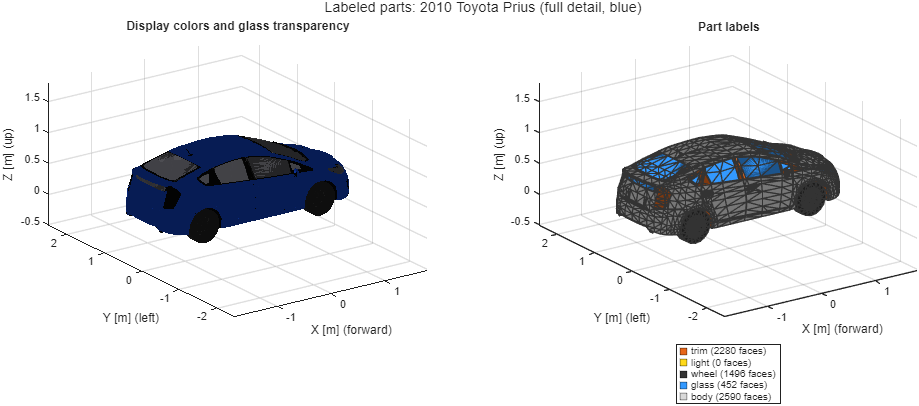 Labeled parts: 2010 Toyota Prius (full detail, blue)
Display colors and glass transparency
Part labels
1.5
1
0.5
0
-0.5
Z [m] (up)
2
1
0
-1
-2
Y [m] (left)
-1
0
1
X [m] (forward)
1.5
1
0.5
0
-0.5
Z [m] (up)
2
1
0
-1
-2
Y [m] (left)
-1
0
1
X [m] (forward)
trim (2280 faces)
light (0 faces)
wheel (1496 faces)
glass (452 faces)
body (2590 faces)